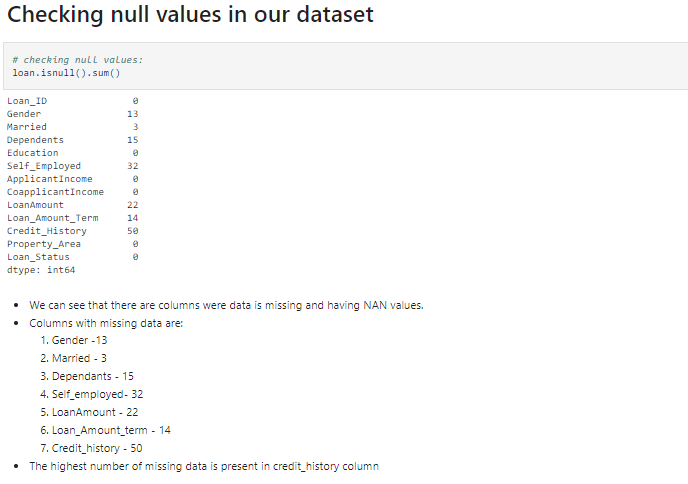 Checking null values in our dataset
# checking null values:
loan.isnull().sum()
Loan_ID 0
Gender 13
Married 3
Dependents 15
Education 0
Self_Employed 32
ApplicantIncome 0
CoapplicantIncome 0
LoanAmount 22
Loan_Amount_Term 14
Credit_History 50
Property_Area 0
Loan_Status 0
dtype: int64
• We can see that there are columns were data is missing and having NAN values.
• Columns with missing data are:
1. Gender -13
2. Married - 3
3. Dependants - 15
4. Self_employed- 32
5. LoanAmount - 22
6. Loan_Amount_term - 14
7. Credit_history - 50
• The highest number of missing data is present in credit_history column